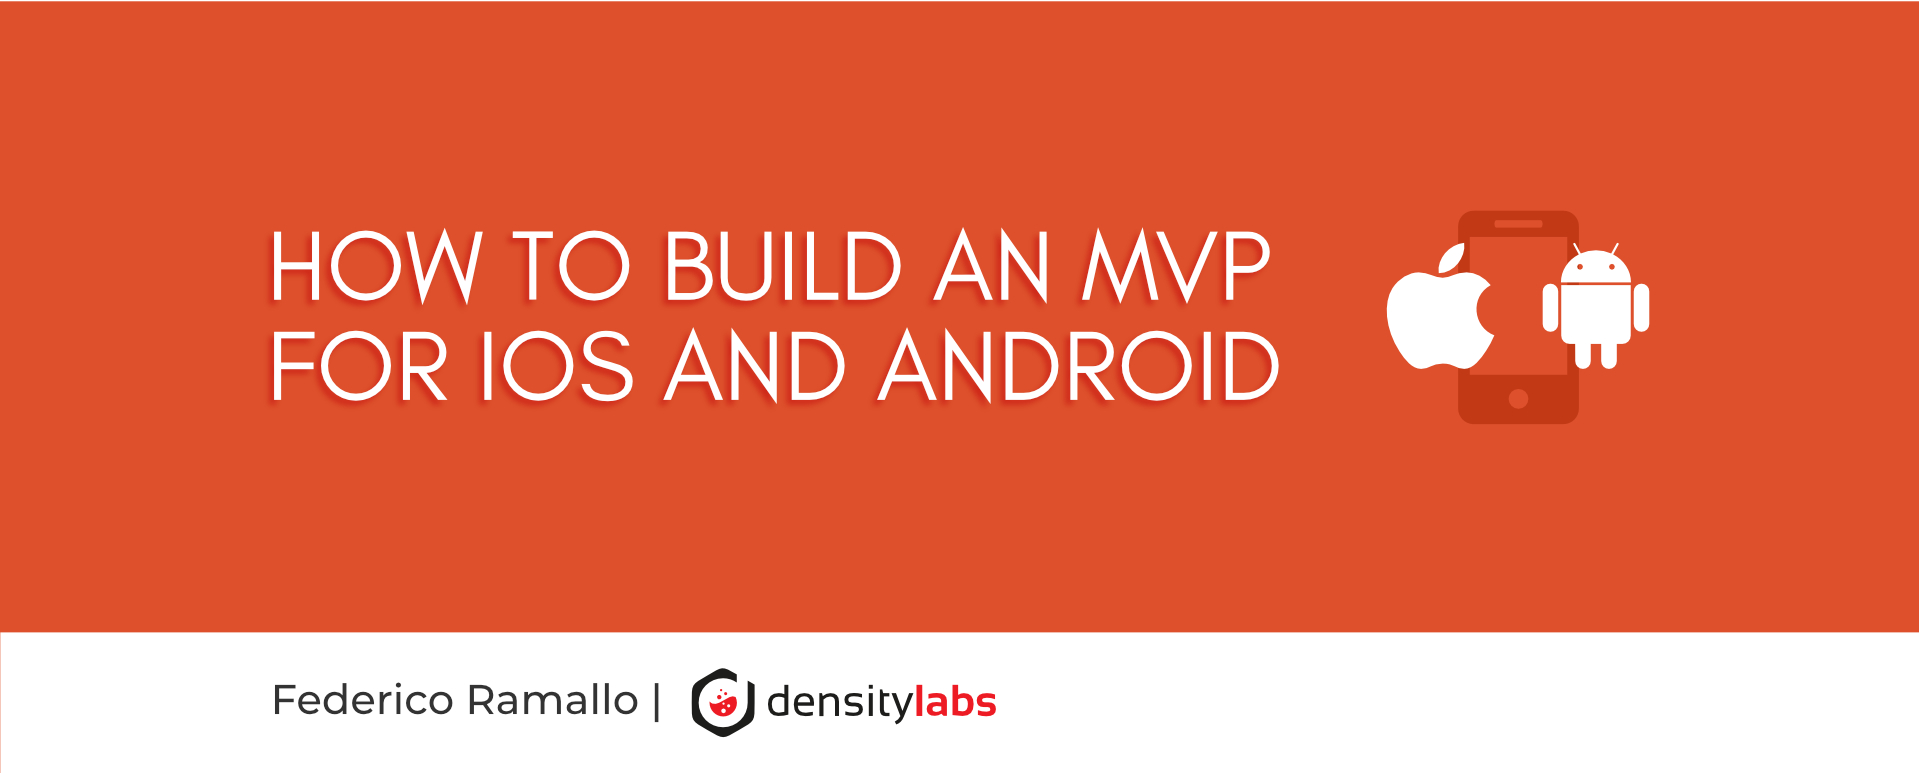 HOW TO BUILD AN MVP
FOR IOS AND ANDROID
Federico Ramallo | densitylabs